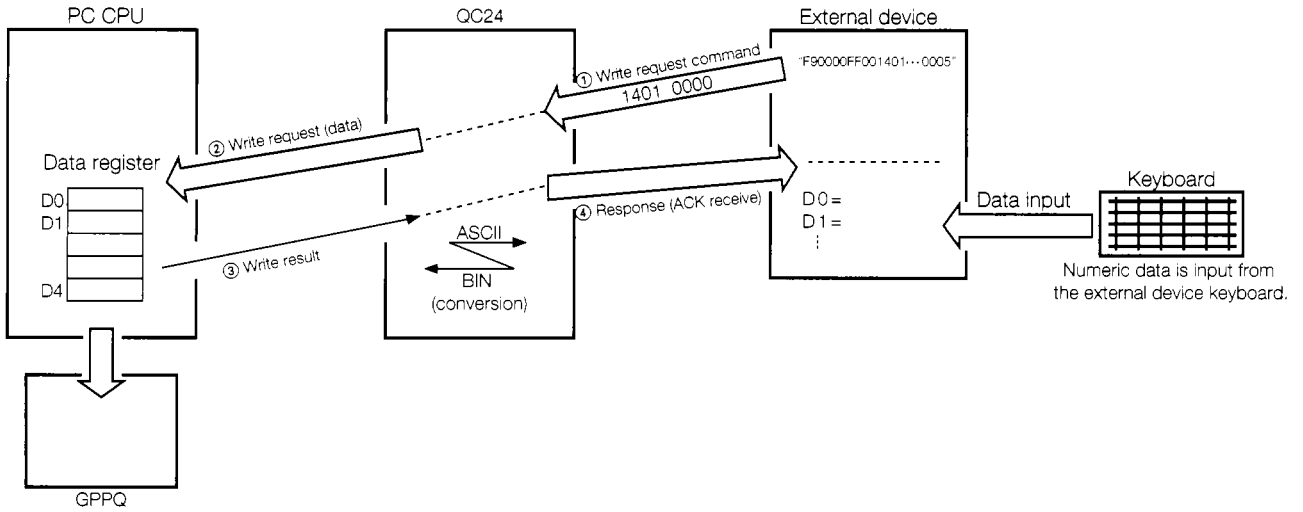 PC CPU
QC24
External device
① Write request command
1401 0000
"F90000FF001401···0005"
② Write request (data)
Data register
D0
D1
D4
③ Write result
④ Response (ACK receive)
ASCII
BIN
(conversion)
D0=
D1=
Data input
Keyboard
Numeric data is input from
the external device keyboard.
GPPQ